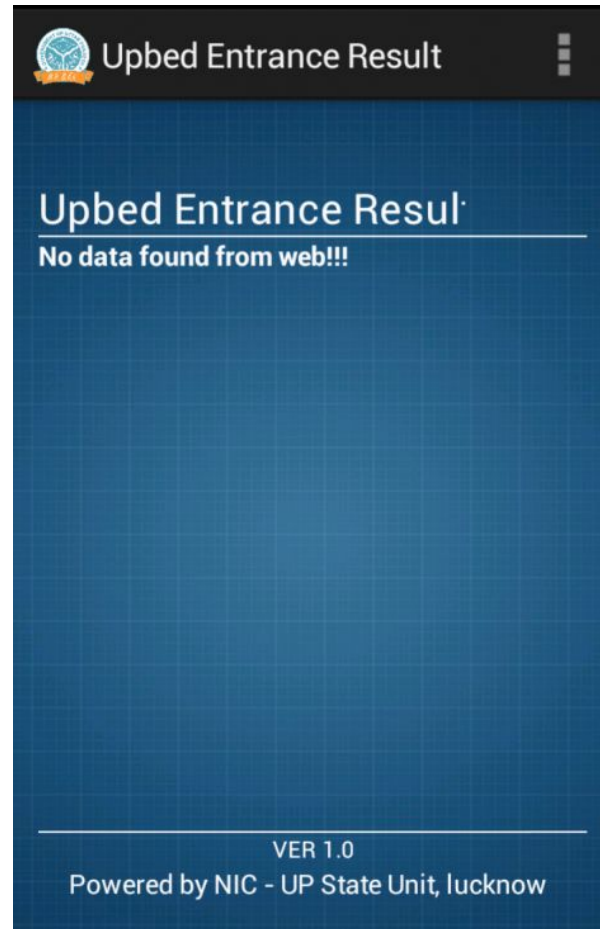 Upbed Entrance Result
Upbed Entrance Resul
No data found from web!!!
VER 1.0
Powered by NIC - UP State Unit, lucknow